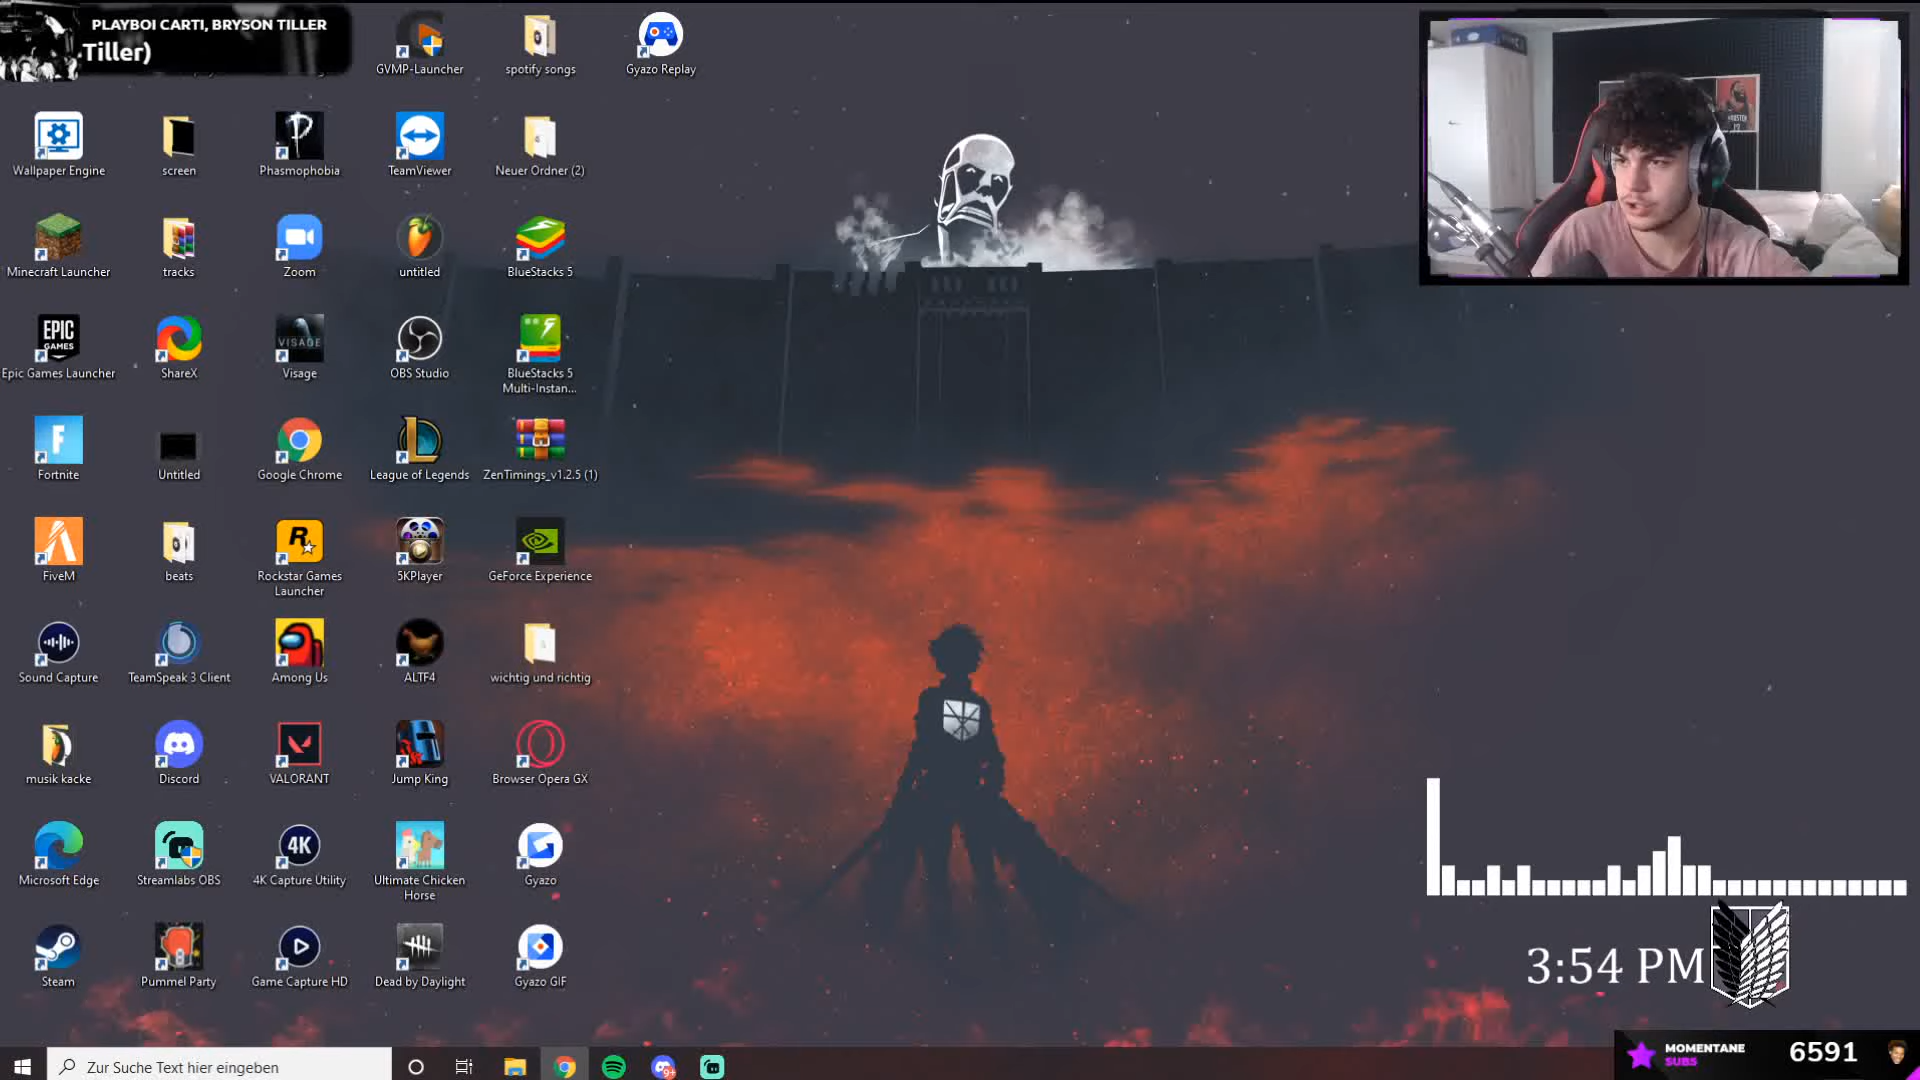 PLAYBOI CARTI, BRYSON TILLER
Tiller)
GVMP-Launcher
spotify songs
Gyazo Replay
Wallpaper Engine
screen
Phasmophobia
TeamViewer
Neuer Ordner (2)
Minecraft Launcher
tracks
Zoom
untitled
BlueStacks 5
EPIC
GAMES
VISAGE
Epic Games Launcher
ShareX
Visage
OBS Studio
BlueStacks 5
Multi-Instan...
Fortnite
Untitled
Google Chrome
League of Legends
ZenTimings_v1.2.5 (1)
FiveM
beats
Rockstar Games
Launcher
5KPlayer
GeForce Experience
Sound Capture
TeamSpeak 3 Client
Among Us
ALTF4
wichtig und richtig
musik kacke
Discord
VALORANT
Jump King
Browser Opera GX
4K
Microsoft Edge
Streamlabs OBS
4K Capture Utility
Ultimate Chicken
Horse
Gyazo
Steam
Pummel Party
Game Capture HD
Dead by Daylight
Gyazo GIF
3:54 PM
Zur Suche Text hier eingeben
9+
MOMENTANE
SUBS
6591